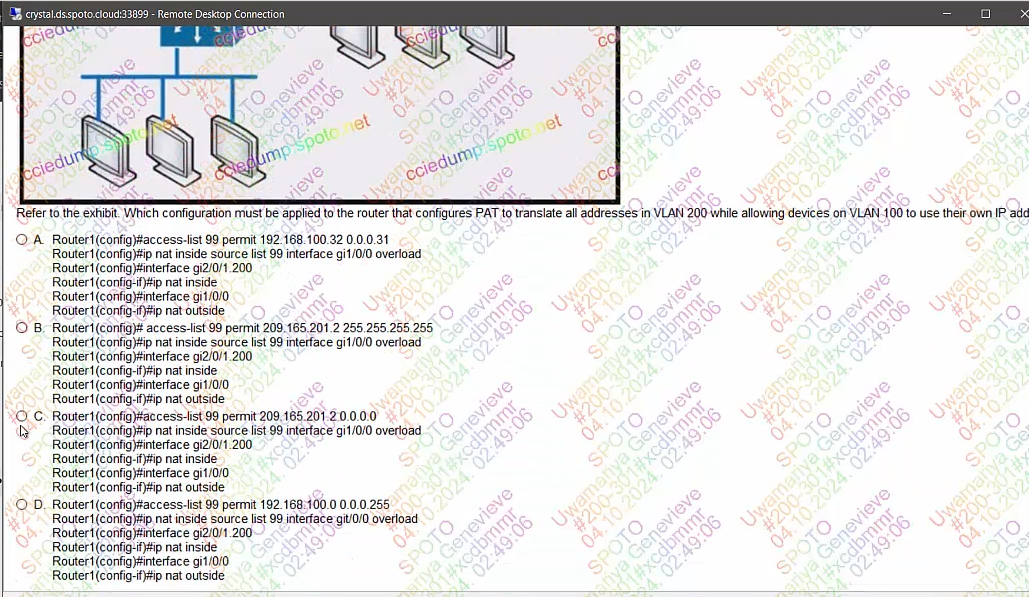 crystal.ds.spoto.cloud:33899 - Remote Desktop Connection
cciedump.spoto.net
cciedump.spoto.net
Refer to the exhibit. Which configuration must be applied to the router that configures PAT to translate all addresses in VLAN 200 while allowing devices on VLAN 100 to use their own IP add
A. Router1(config)#access-list 99 permit 192.168.100.32 0.0.0.31
Router1(config)#ip nat inside source list 99 interface gi1/0/0 overload
Router1(config)#interface gi2/0/1.200
Router1(config-if)#ip nat inside
Router1(config)#interface gi1/0/0
Router1(config-if)#ip nat outside
B. Router1(config)# access-list 99 permit 209.165.201.2 255.255.255.255
Router1(config)#ip nat inside source list 99 interface gi1/0/0 overload
Router1(config)#interface gi2/0/1.200
Router1(config-if)#ip nat inside
Router1(config)#interface gi1/0/0
Router1(config-if)#ip nat outside
C. Router1(config)#access-list 99 permit 209.165.201.2 0.0.0.0
Router1(config)#ip nat inside source list 99 interface gi1/0/0 overload
Router1(config)#interface gi2/0/1.200
Router1(config-if)#ip nat inside
Router1(config)#interface gi1/0/0
Router1(config-if)#ip nat outside
D. Router1(config)#access-list 99 permit 192.168.100.0 0.0.0.255
Router1(config)#ip nat inside source list 99 interface git/0/0 overload
Router1(config)#interface gi2/0/1.200
Router1(config-if)#ip nat inside
Router1(config)#interface gi1/0/0
Router1(config-if)#ip nat outside